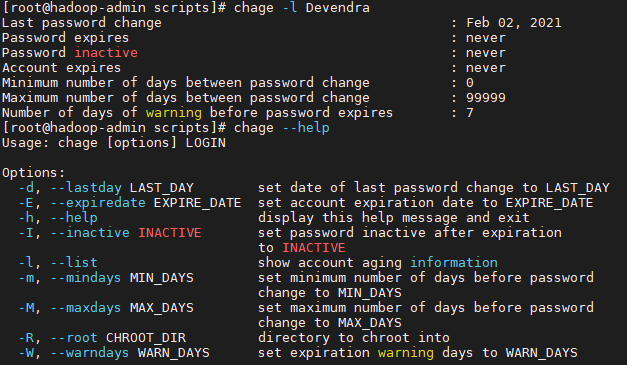 [root@hadoop-admin scripts]# chage -l Devendra
Last password change : Feb 02, 2021
Password expires : never
Password inactive : never
Account expires : never
Minimum number of days between password change : 0
Maximum number of days between password change : 99999
Number of days of warning before password expires : 7
[root@hadoop-admin scripts]# chage --help
Usage: chage [options] LOGIN

Options:
-d, --lastday LAST_DAY set date of last password change to LAST_DAY
-E, --expiredate EXPIRE_DATE set account expiration date to EXPIRE_DATE
-h, --help display this help message and exit
-I, --inactive INACTIVE set password inactive after expiration
to INACTIVE
-l, --list show account aging information
-m, --mindays MIN_DAYS set minimum number of days before password
change to MIN_DAYS
-M, --maxdays MAX_DAYS set maximum number of days before password
change to MAX_DAYS
-R, --root CHROOT_DIR directory to chroot into
-W, --warndays WARN_DAYS set expiration warning days to WARN_DAYS